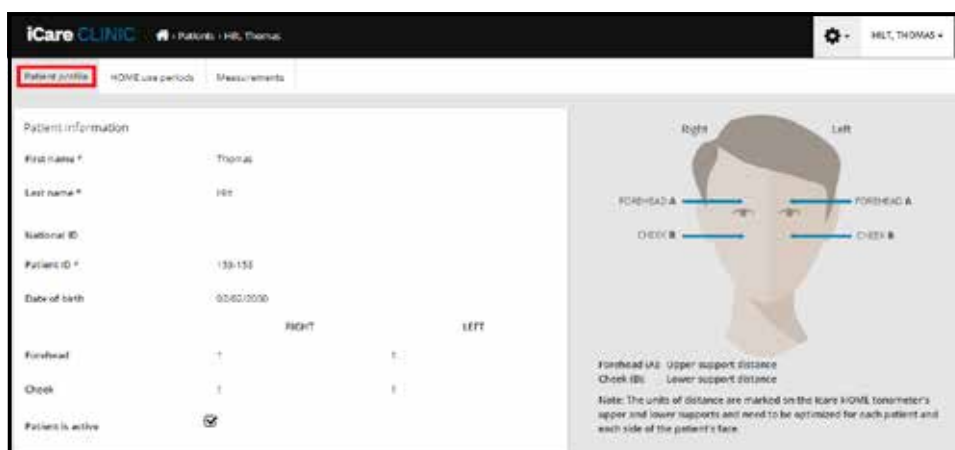 iCare CLINIC Patients Hilt, Thomas HILT, THOMAS
Patient profile HOME use periods Measurements
Patient information
First name * Thomas
Last name * Hilt
National ID
Patient ID *
Date of birth
RIGHT LEFT
Forehead 1 1
Cheek 1 1
Patient is active
Right Left
FOREHEAD A FOREHEAD A
CHEEK B CHEEK B
Forehead (A): Upper support distance
Cheek (B): Lower support distance
Note: The units of distance are marked on the Icare HOME tonometer's
upper and lower supports and need to be optimized for each patient and
each side of the patient's face